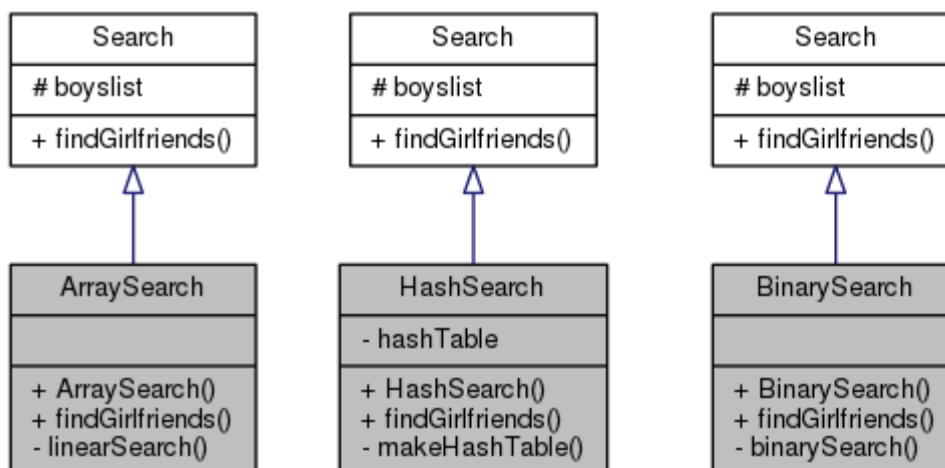 Search
# boyslist
+ findGirlfriends()
ArraySearch
+ ArraySearch()
+ findGirlfriends()
- linearSearch()
Search
# boyslist
+ findGirlfriends()
HashSearch
- hashTable
+ HashSearch()
+ findGirlfriends()
- makeHashTable()
Search
# boyslist
+ findGirlfriends()
BinarySearch
+ BinarySearch()
+ findGirlfriends()
- binarySearch()